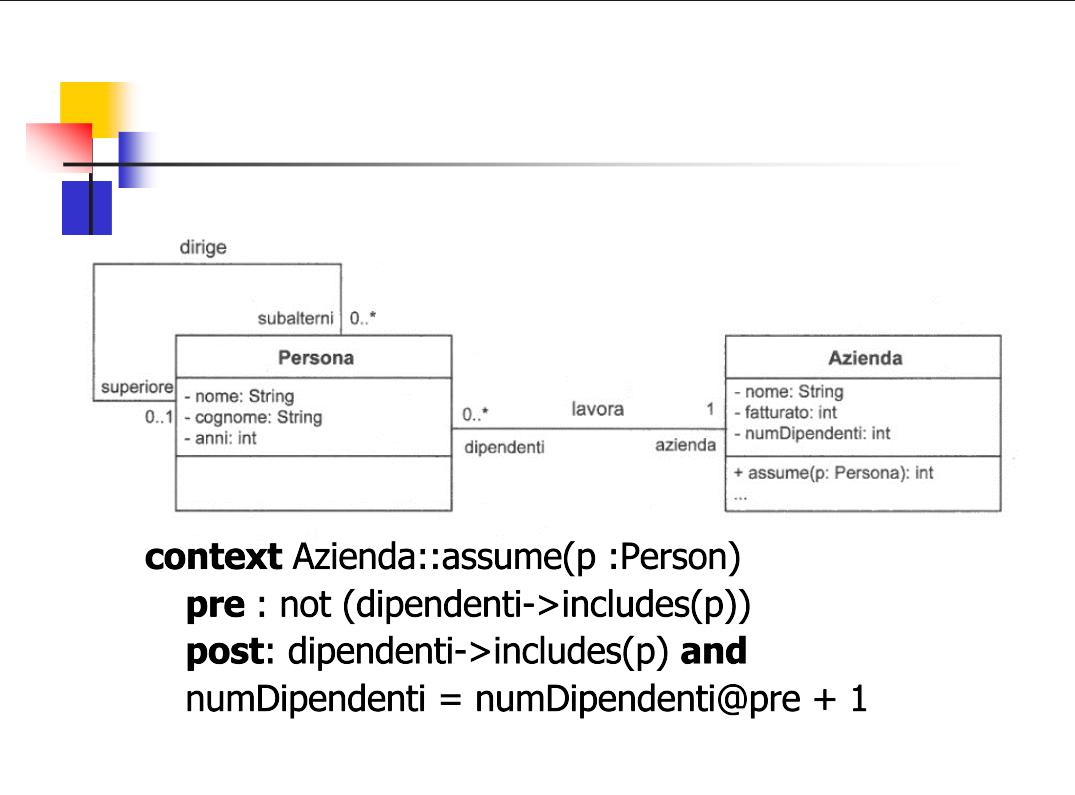 dirige
subalterni 0..*
Persona
superiore
0..1
- nome: String
- cognome: String
- anni: int
0..* lavora 1
dipendenti azienda
Azienda
- nome: String
- fatturato: int
- numDipendenti: int
+ assume(p: Persona): int
...
context Azienda::assume(p :Person)
pre : not (dipendenti->includes(p))
post: dipendenti->includes(p) and
numDipendenti = numDipendenti@pre + 1